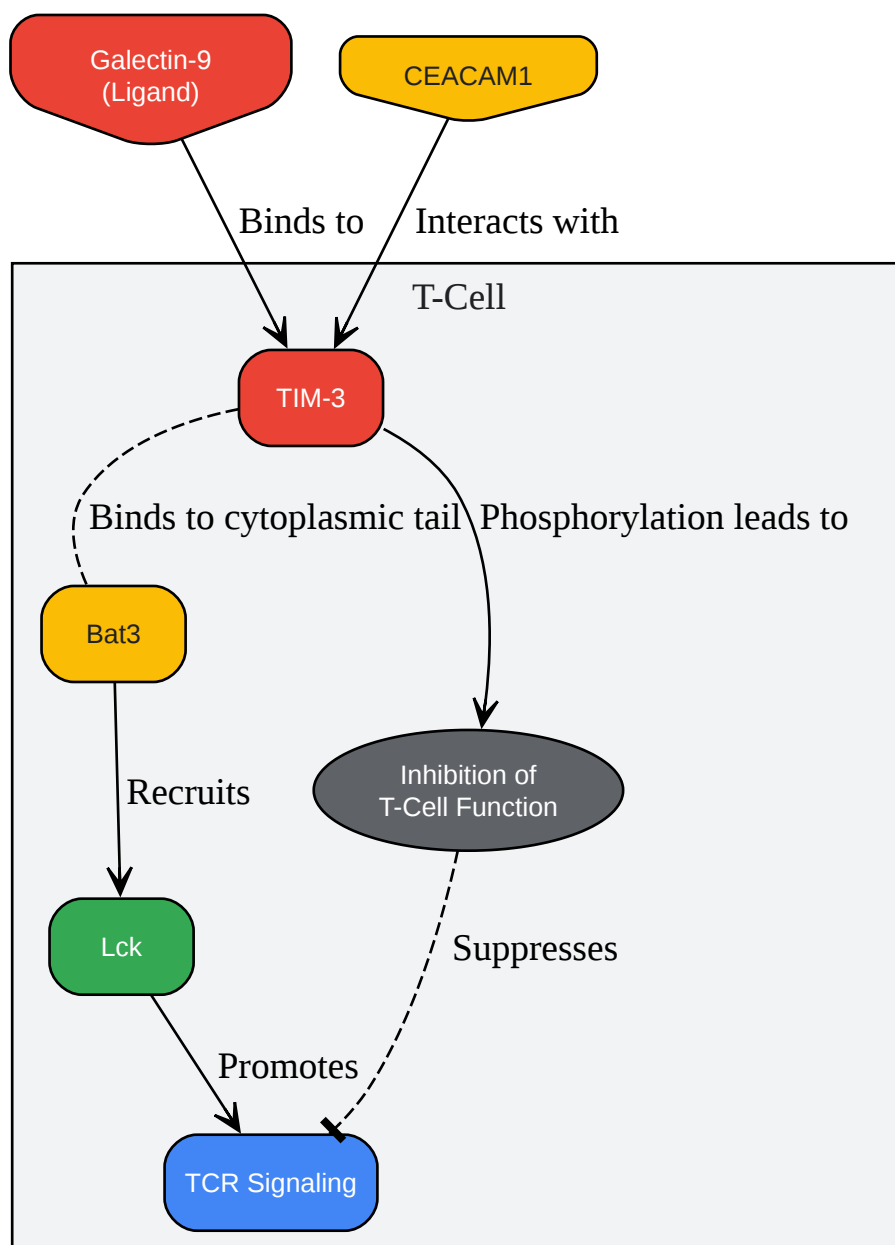 Galectin-9
(Ligand)
CEACAM1
Binds to
Interacts with
T-Cell
TIM-3
Binds to cytoplasmic tail
Phosphorylation leads to
Bat3
Inhibition of
T-Cell Function
Recruits
Lck
Suppresses
Promotes
TCR Signaling